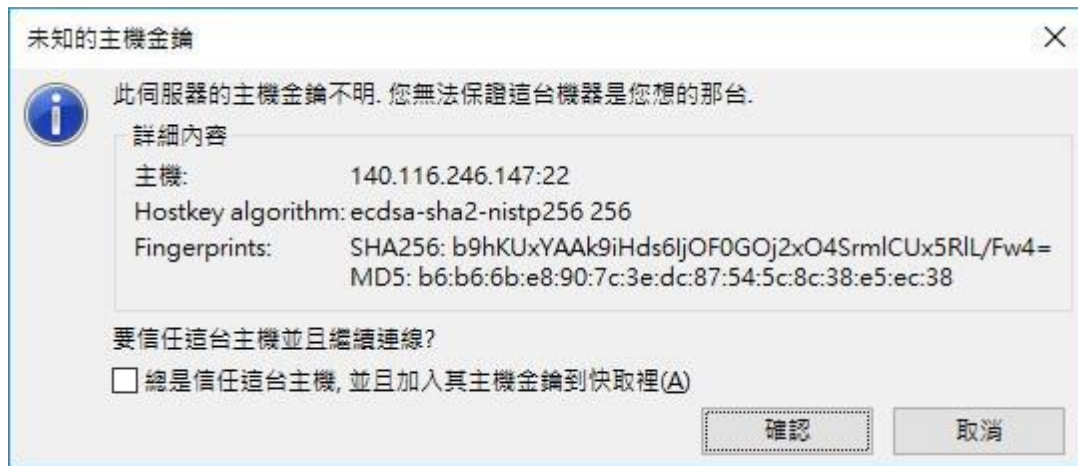 未知的主機金鑰
此伺服器的主機金鑰不明. 您無法保證這台機器是您想的那台.
詳細內容
主機: 140.116.246.147:22
Hostkey algorithm: ecdsa-sha2-nistp256 256
Fingerprints: SHA256: b9hKUxYAAk9iHds6IjOF0GOj2xO4SrmlCUx5RlL/Fw4=
MD5: b6:b6:6b:e8:90:7c:3e:dc:87:54:5c:8c:38:e5:ec:38
要信任這台主機並且繼續連線?
總是信任這台主機, 並且加入其主機金鑰到快取裡(A)
確認
取消